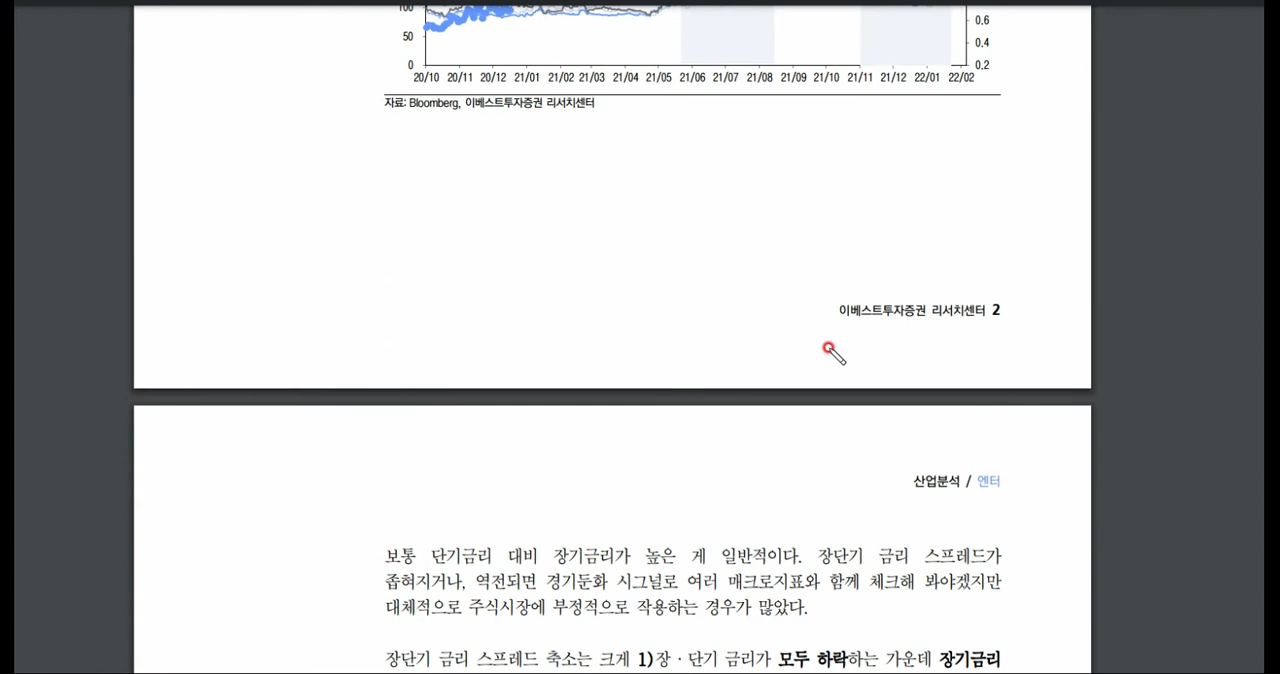 100
50
0
0.6
0.4
0.2
20/10 20/11 20/12 21/01 21/02 21/03 21/04 21/05 21/06 21/07 21/08 21/09 21/10 21/11 21/12 22/01 22/02
자료: Bloomberg, 이베스트투자증권 리서치센터
이베스트투자증권 리서치센터 2
산업분석 / 엔터
보통 단기금리 대비 장기금리가 높은 게 일반적이다. 장단기 금리 스프레드가
좁혀지거나, 역전되면 경기둔화 시그널로 여러 매크로지표와 함께 체크해 봐야겠지만
대체적으로 주식시장에 부정적으로 작용하는 경우가 많았다.
장단기 금리 스프레드 축소는 크게 1)장 · 단기 금리가 모두 하락하는 가운데 장기금리